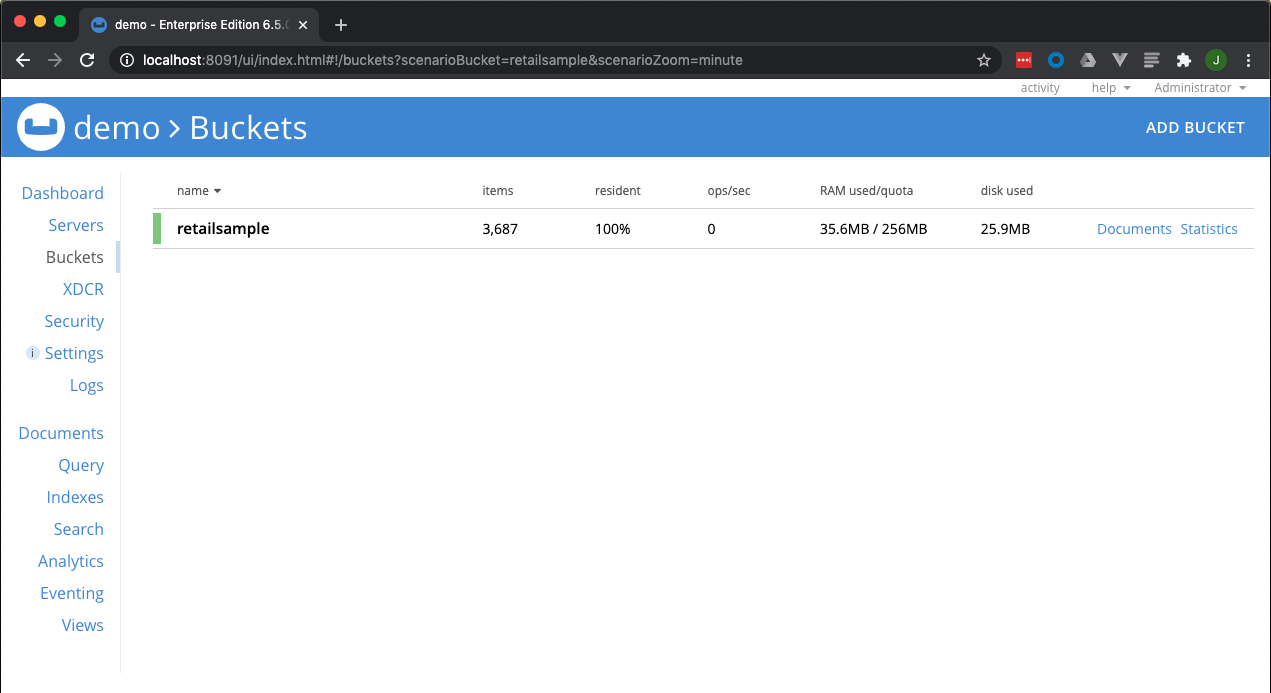 demo - Enterprise Edition 6.5.
localhost:8091/ui/index.html#!/buckets?scenarioBucket=retailsample&scenarioZoom=minute
J
activity help Administrator
demo > Buckets ADD BUCKET
Dashboard
Servers
Buckets
XDCR
Security
i Settings
Logs
Documents
Query
Indexes
Search
Analytics
Eventing
Views
name items resident ops/sec RAM used/quota disk used
retailsample 3,687 100% 0 35.6MB / 256MB 25.9MB Documents Statistics